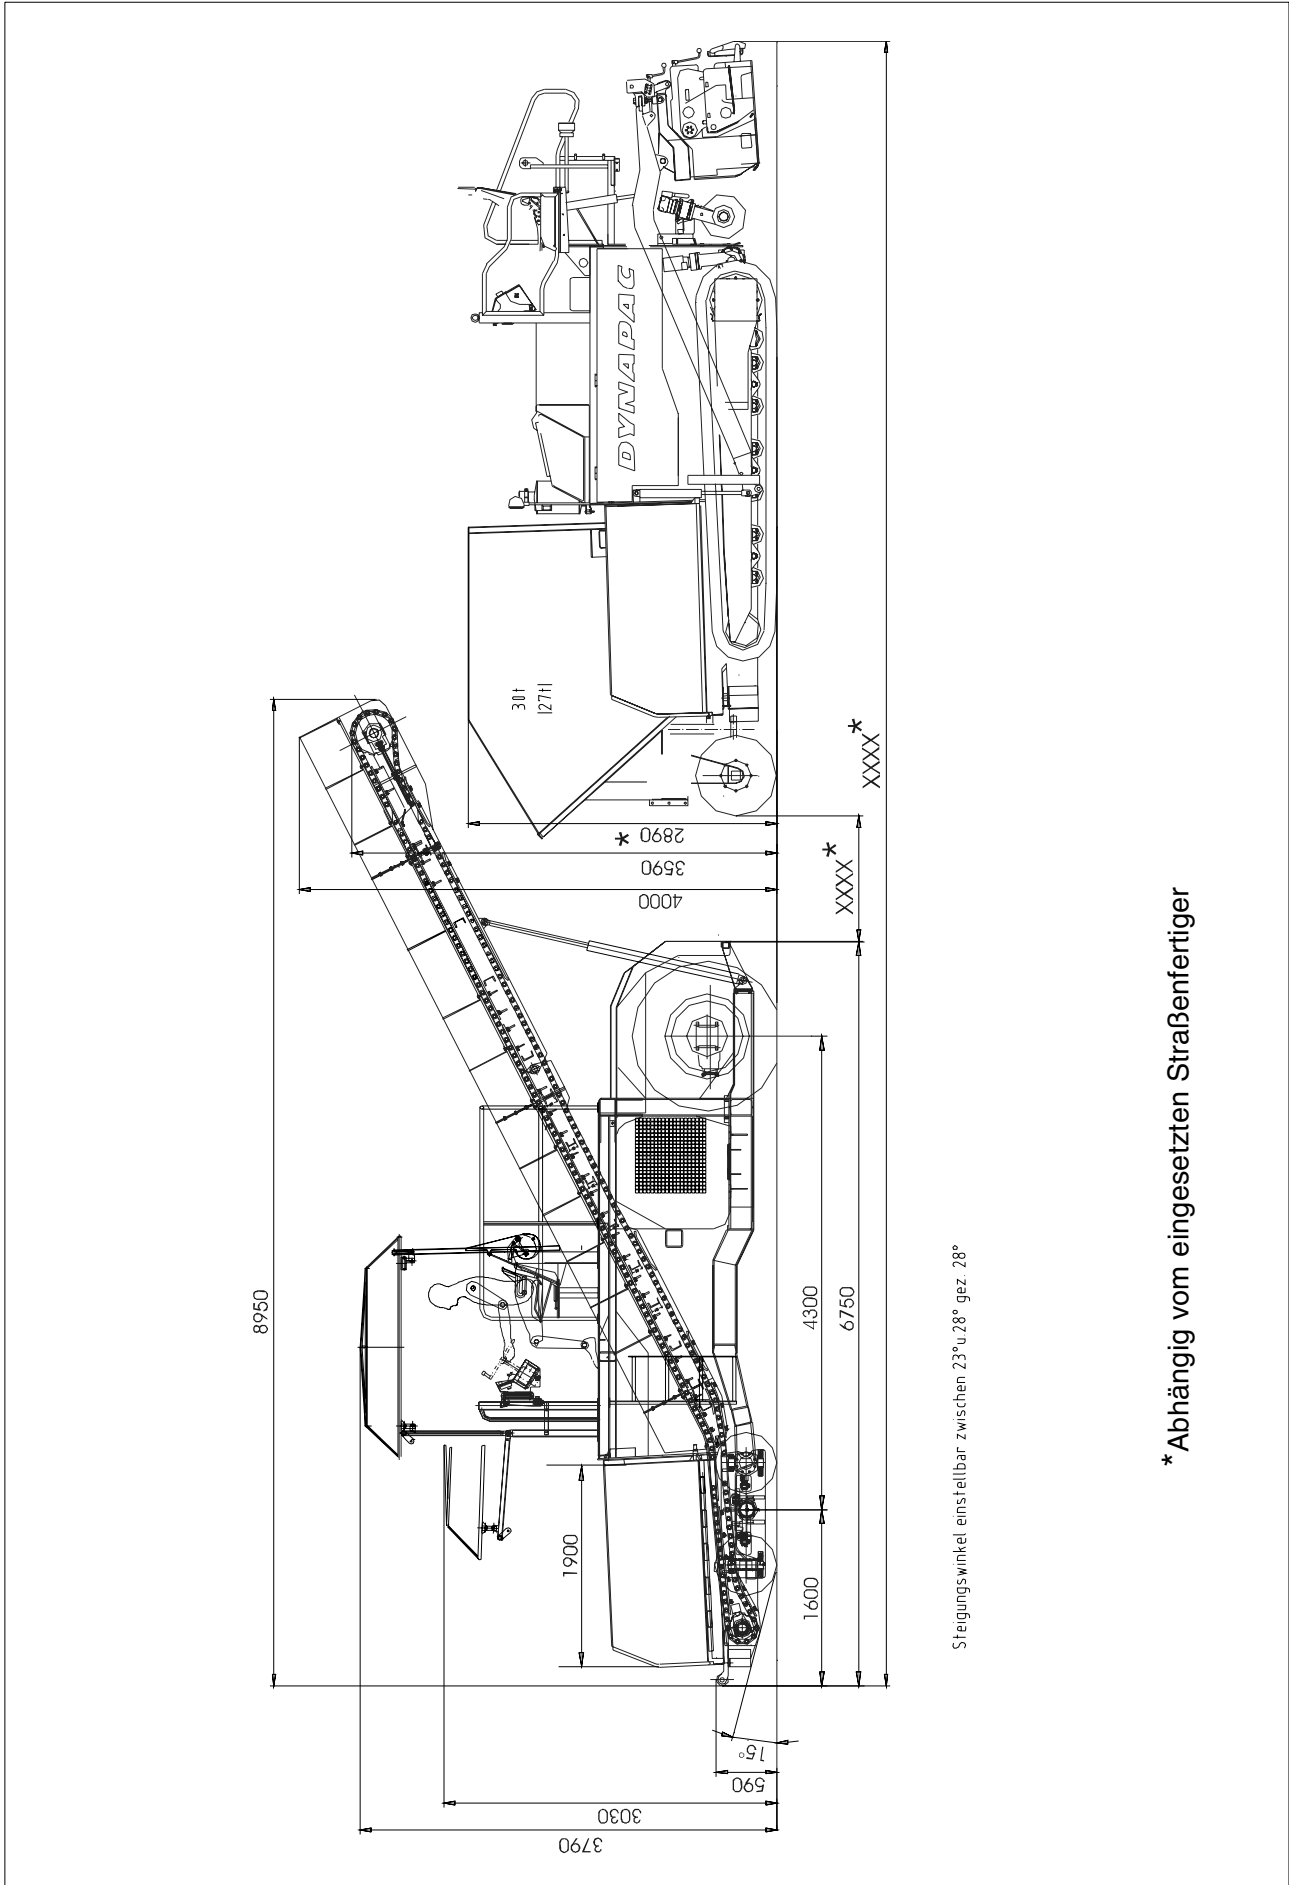 8950
DYNAPAC
30t
(27t)
1900
1600
4300
6750
XXXX*
XXXX*
2890 *
3590
4000
590
15°
3030
3790
Steigungswinkel einstellbar zwischen 23°u.28° gez. 28°
*Abhängig vom eingesetzten Straßenfertiger